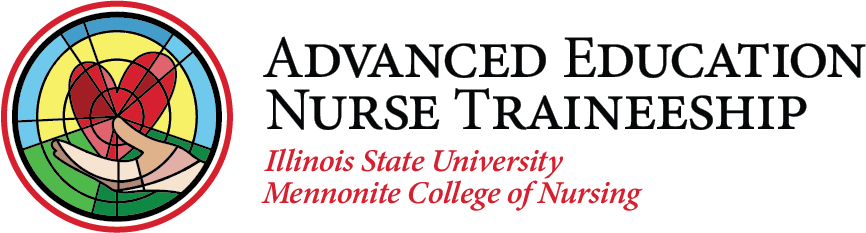 Advanced Education
Nurse Traineeship
Illinois State University
Mennonite College of Nursing